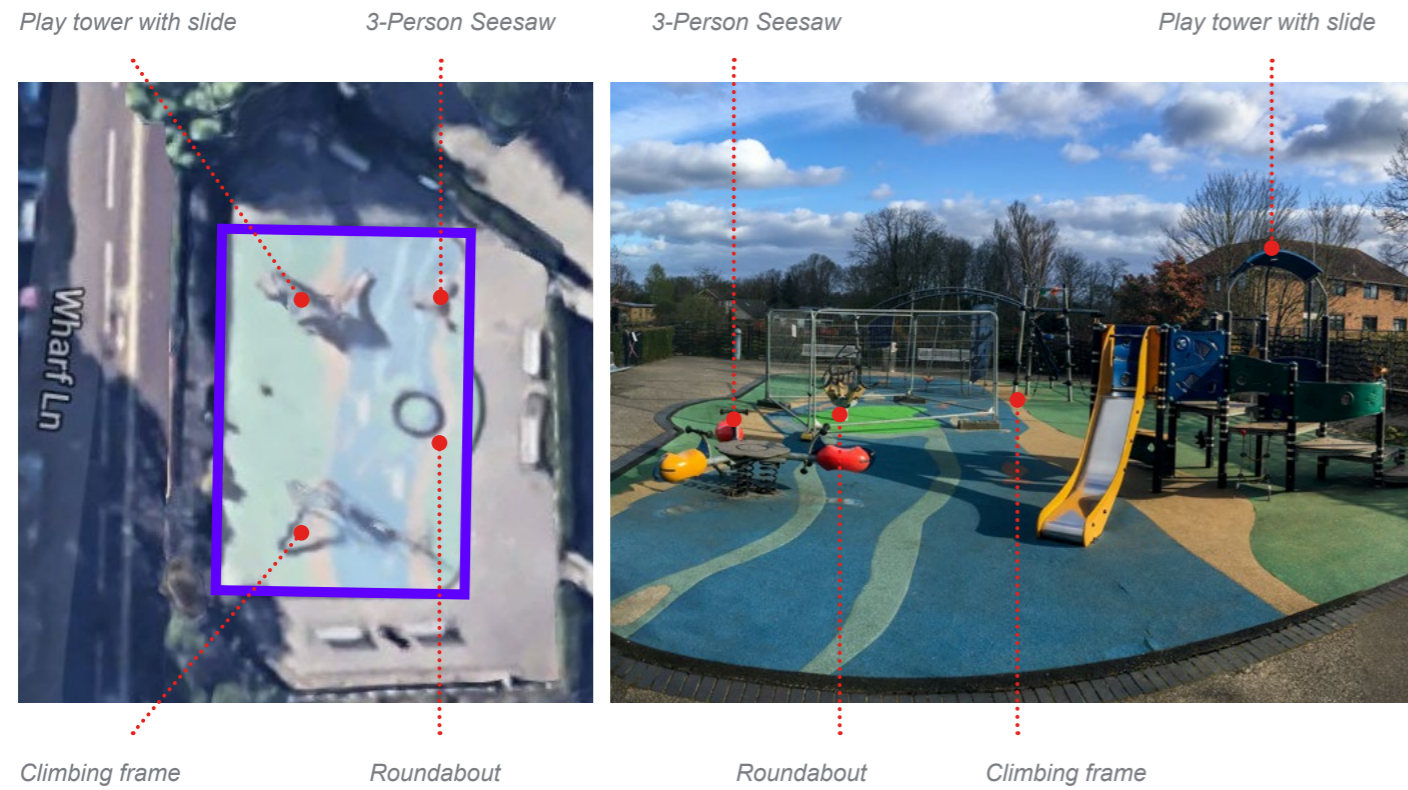 Play tower with slide
3-Person Seesaw
3-Person Seesaw
Play tower with slide
Wharf Ln
Climbing frame
Roundabout
Roundabout
Climbing frame